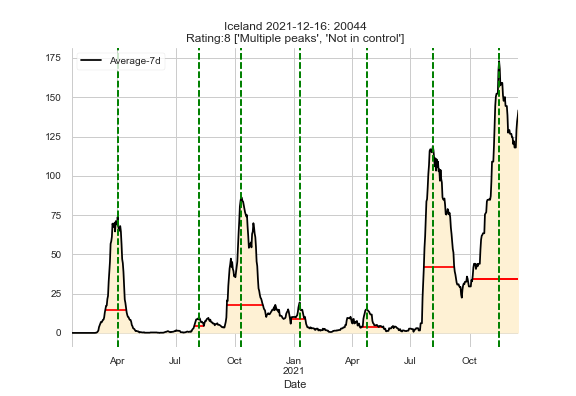 Iceland 2021-12-16: 20044
Rating:8 ['Multiple peaks', 'Not in control']
Average-7d
175
150
125
100
75
50
25
0
Apr Jul Oct Jan Apr Jul Oct
2021
Date